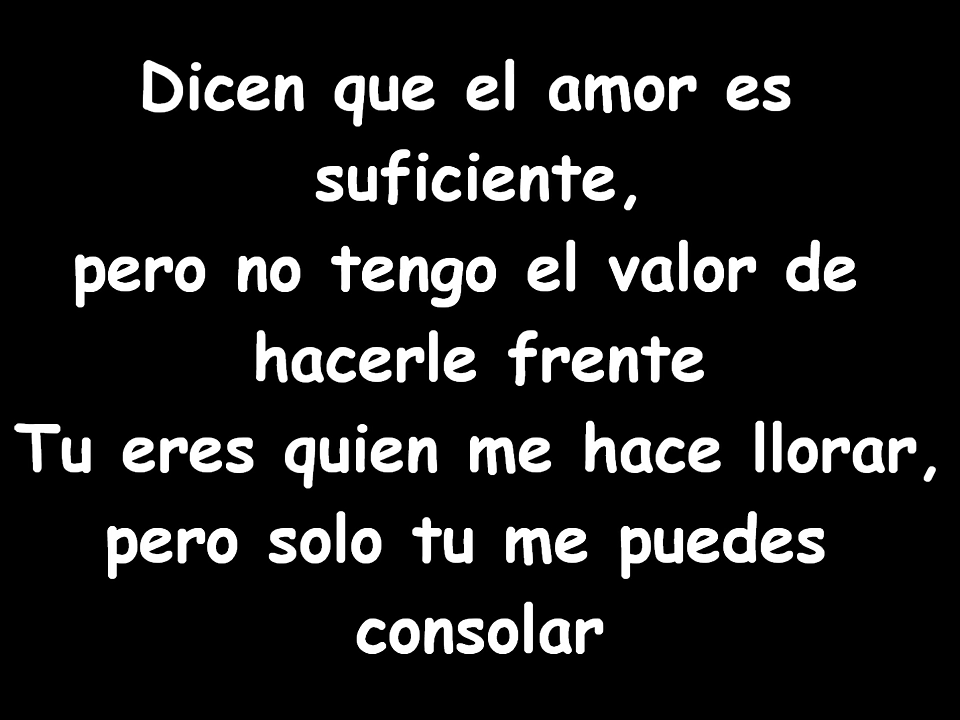 Dicen que el amor es
suficiente,
pero no tengo el valor de
hacerle frente
Tu eres quien me hace llorar,
pero solo tu me puedes
consolar